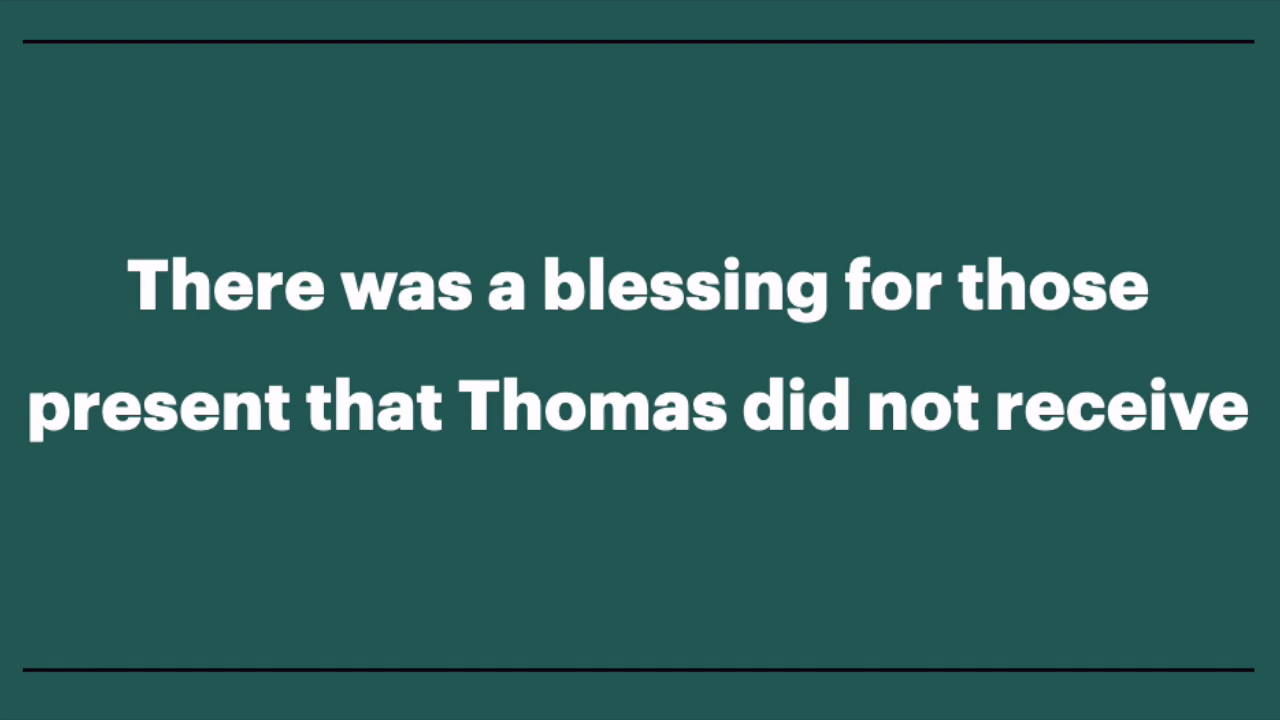 There was a blessing for those
present that Thomas did not receive